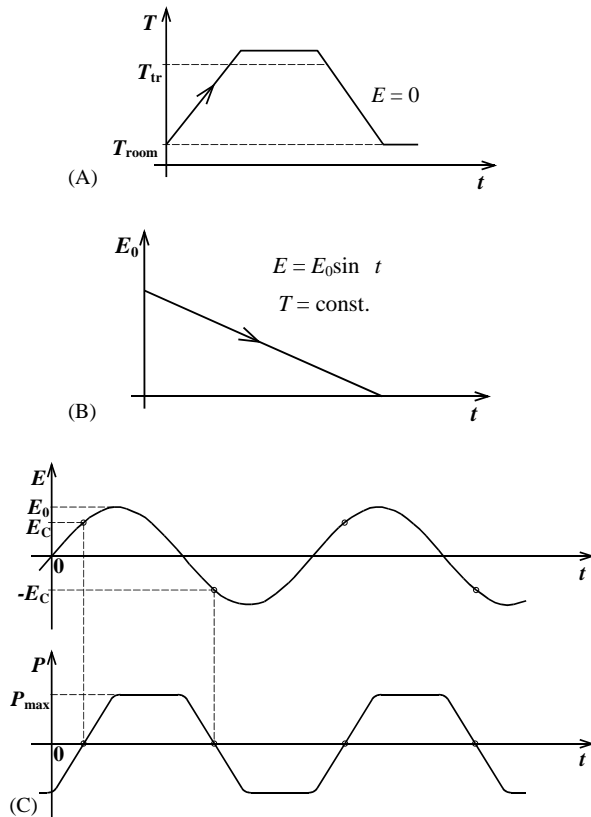 T
T_tr
E = 0
T_room
t
(A)
E_0
E = E_0sin t
T = const.
t
(B)
E
E_0
E_C
0
t
-E_C
P
P_max
0
t
(C)